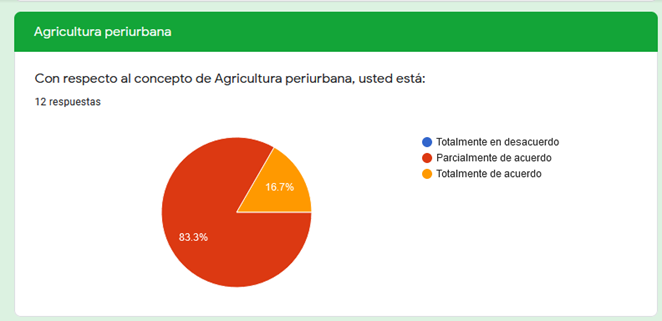 Agricultura periurbana
Con respecto al concepto de Agricultura periurbana, usted está:
12 respuestas
Totalmente en desacuerdo
Parcialmente de acuerdo
Totalmente de acuerdo
16.7%
83.3%